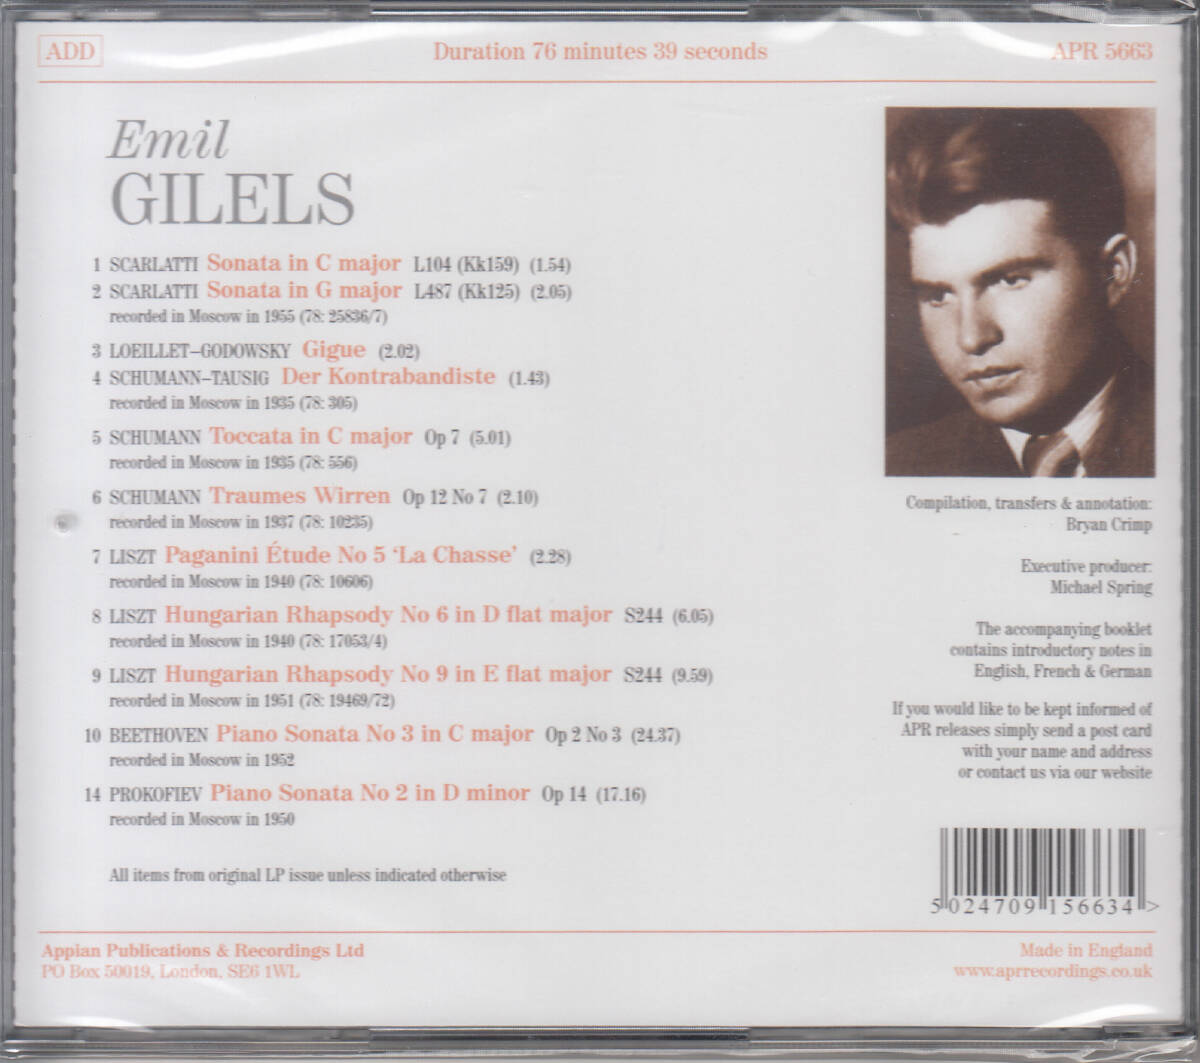 ADD
Duration 76 minutes 39 seconds
APR 5663
Emil
GILELS
1 SCARLATTI Sonata in C major L104 (Kk159) (1.54)
2 SCARLATTI Sonata in G major L487 (Kk125) (2.05)
recorded in Moscow in 1955 (78: 25836/7)
3 LOEILLET–GODOWSKY Gigue (2.02)
4 SCHUMANN–TAUSIG Der Kontrabandiste (1.43)
recorded in Moscow in 1935 (78: 305)
5 SCHUMANN Toccata in C major Op 7 (5.01)
recorded in Moscow in 1935 (78: 556)
6 SCHUMANN Traumes Wirren Op 12 No 7 (2.10)
recorded in Moscow in 1937 (78: 10235)
7 LISZT Paganini Étude No 5 ‘La Chasse’ (2.28)
recorded in Moscow in 1940 (78: 10606)
8 LISZT Hungarian Rhapsody No 6 in D flat major S244 (6.05)
recorded in Moscow in 1940 (78: 17053/4)
9 LISZT Hungarian Rhapsody No 9 in E flat major S244 (9.59)
recorded in Moscow in 1951 (78: 19469/72)
10 BEETHOVEN Piano Sonata No 3 in C major Op 2 No 3 (24.37)
recorded in Moscow in 1952
14 PROKOFIEV Piano Sonata No 2 in D minor Op 14 (17.16)
recorded in Moscow in 1950
All items from original LP issue unless indicated otherwise
Compilation, transfers & annotation:
Bryan Crimp
Executive producer:
Michael Spring
The accompanying booklet
contains introductory notes in
English, French & German
If you would like to be kept informed of
APR releases simply send a post card
with your name and address
or contact us via our website
5 024709 156634 >
Appian Publications & Recordings Ltd
PO Box 50019, London, SE6 1WL
Made in England
www.aprrecordings.co.uk